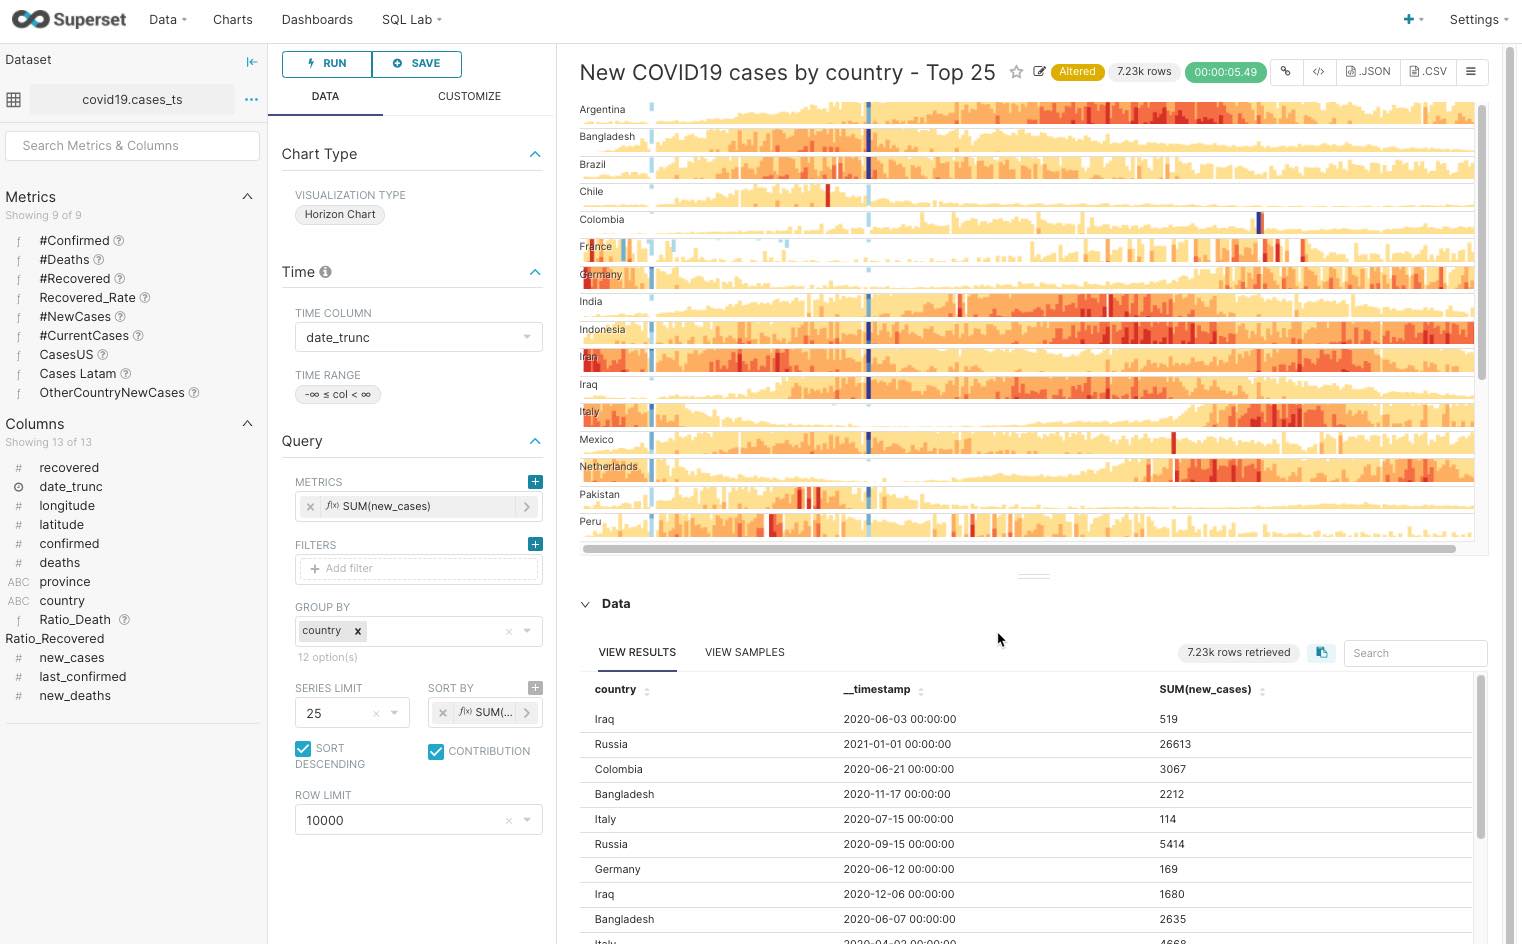 Superset Data Charts Dashboards SQL Lab + Settings
Dataset
covid19.cases_ts
Search Metrics & Columns
Metrics
Showing 9 of 9
f #Confirmed
f #Deaths
f #Recovered
f Recovered_Rate
f #NewCases
f #CurrentCases
f CasesUS
f Cases Latam
f OtherCountryNewCases
Columns
Showing 13 of 13
# recovered
date_trunc
# longitude
# latitude
# confirmed
# deaths
ABC province
ABC country
f Ratio_Death
Ratio_Recovered
# new_cases
# last_confirmed
# new_deaths
RUN SAVE
DATA CUSTOMIZE
Chart Type
VISUALIZATION TYPE
Horizon Chart
Time
TIME COLUMN
date_trunc
TIME RANGE
-∞ ≤ col < ∞
Query
METRICS
f(x) SUM(new_cases)
FILTERS
+ Add filter
GROUP BY
country x
12 option(s)
SERIES LIMIT
25
SORT BY
f(x) SUM(...
SORT DESCENDING
CONTRIBUTION
ROW LIMIT
10000
New COVID19 cases by country - Top 25 Altered 7.23k rows 00:00:05.49 </> .JSON .CSV
Argentina
Bangladesh
Brazil
Chile
Colombia
France
Germany
India
Indonesia
Iran
Iraq
Italy
Mexico
Netherlands
Pakistan
Peru
Data
VIEW RESULTS VIEW SAMPLES 7.23k rows retrieved Search
country __timestamp SUM(new_cases)
Iraq 2020-06-03 00:00:00 519
Russia 2021-01-01 00:00:00 26613
Colombia 2020-06-21 00:00:00 3067
Bangladesh 2020-11-17 00:00:00 2212
Italy 2020-07-15 00:00:00 114
Russia 2020-09-15 00:00:00 5414
Germany 2020-06-12 00:00:00 169
Iraq 2020-12-06 00:00:00 1680
Bangladesh 2020-06-07 00:00:00 2635